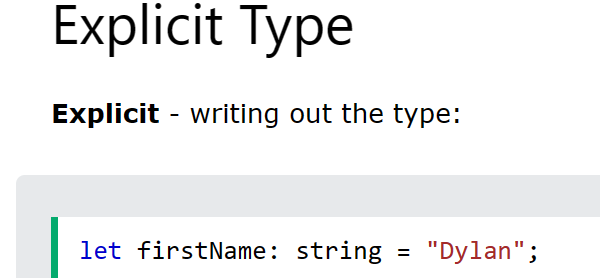 Explicit Type
Explicit - writing out the type:
let firstName: string = "Dylan";